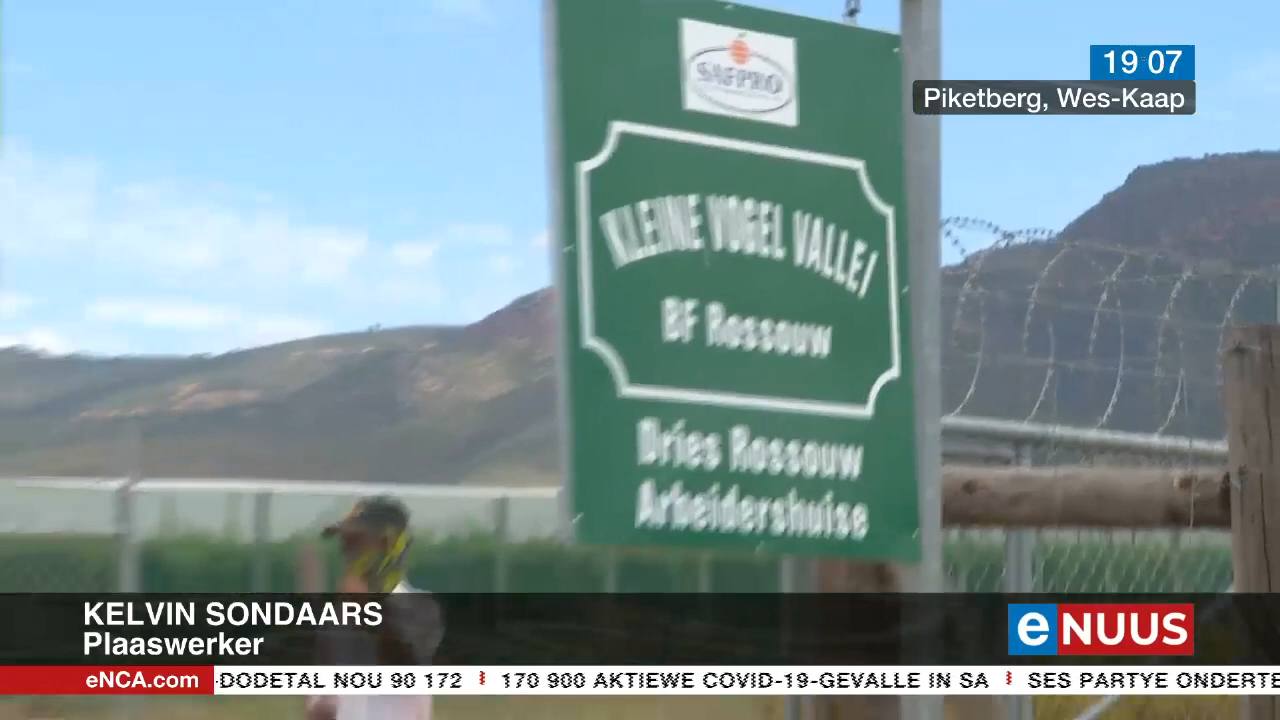 19:07
Piketberg, Wes-Kaap
SAFPRO
KLEINE VOGEL VALLEI
BF Rossouw
Dries Rossouw
Arbeidershuise
KELVIN SONDAARS
Plaaswerker
e NUUS
eNCA.com
DODETAL NOU 90 172 170 900 AKTIEWE COVID-19-GEVALLE IN SA SES PARTYE ONDERTE